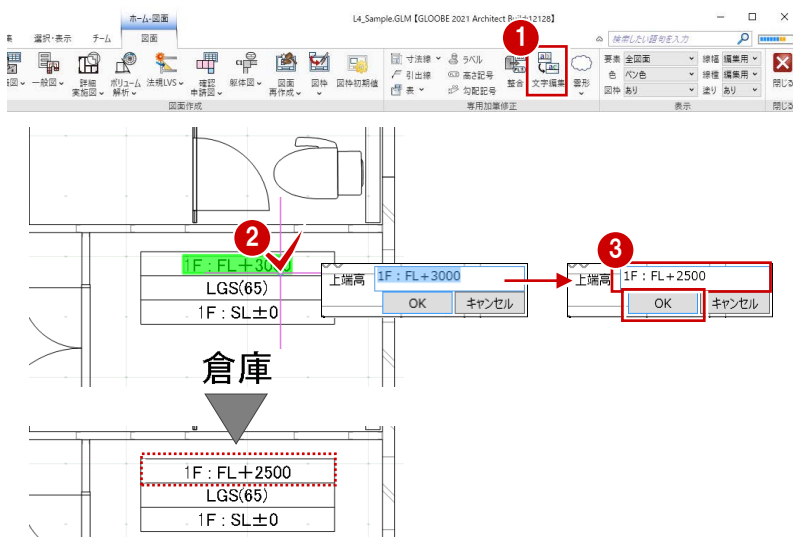 ホーム-図面
L4_Sample.GLM【GLOOBE 2021 Architect Build:12128】
1
選択・表示 チーム 図面
検索したい語句を入力
一般図
詳細
実施図
ボリューム
解析
法規LVS
確認
申請図
躯体図
図面
再作成
図枠
図枠初期値
図面作成
寸法線
引出線
表
ラベル
高さ記号
勾配記号
整合
文字編集
雲形
専用加筆修正
要素 全図面 線幅 編集用
色 ペン色 線種 編集用
図枠 あり 塗り あり
表示
閉じる
閉じる
2
1F:FL+3000
LGS(65)
1F:SL±0
倉庫
上端高 1F:FL+3000
OK キャンセル
3
上端高 1F:FL+2500
OK キャンセル
1F:FL+2500
LGS(65)
1F:SL±0